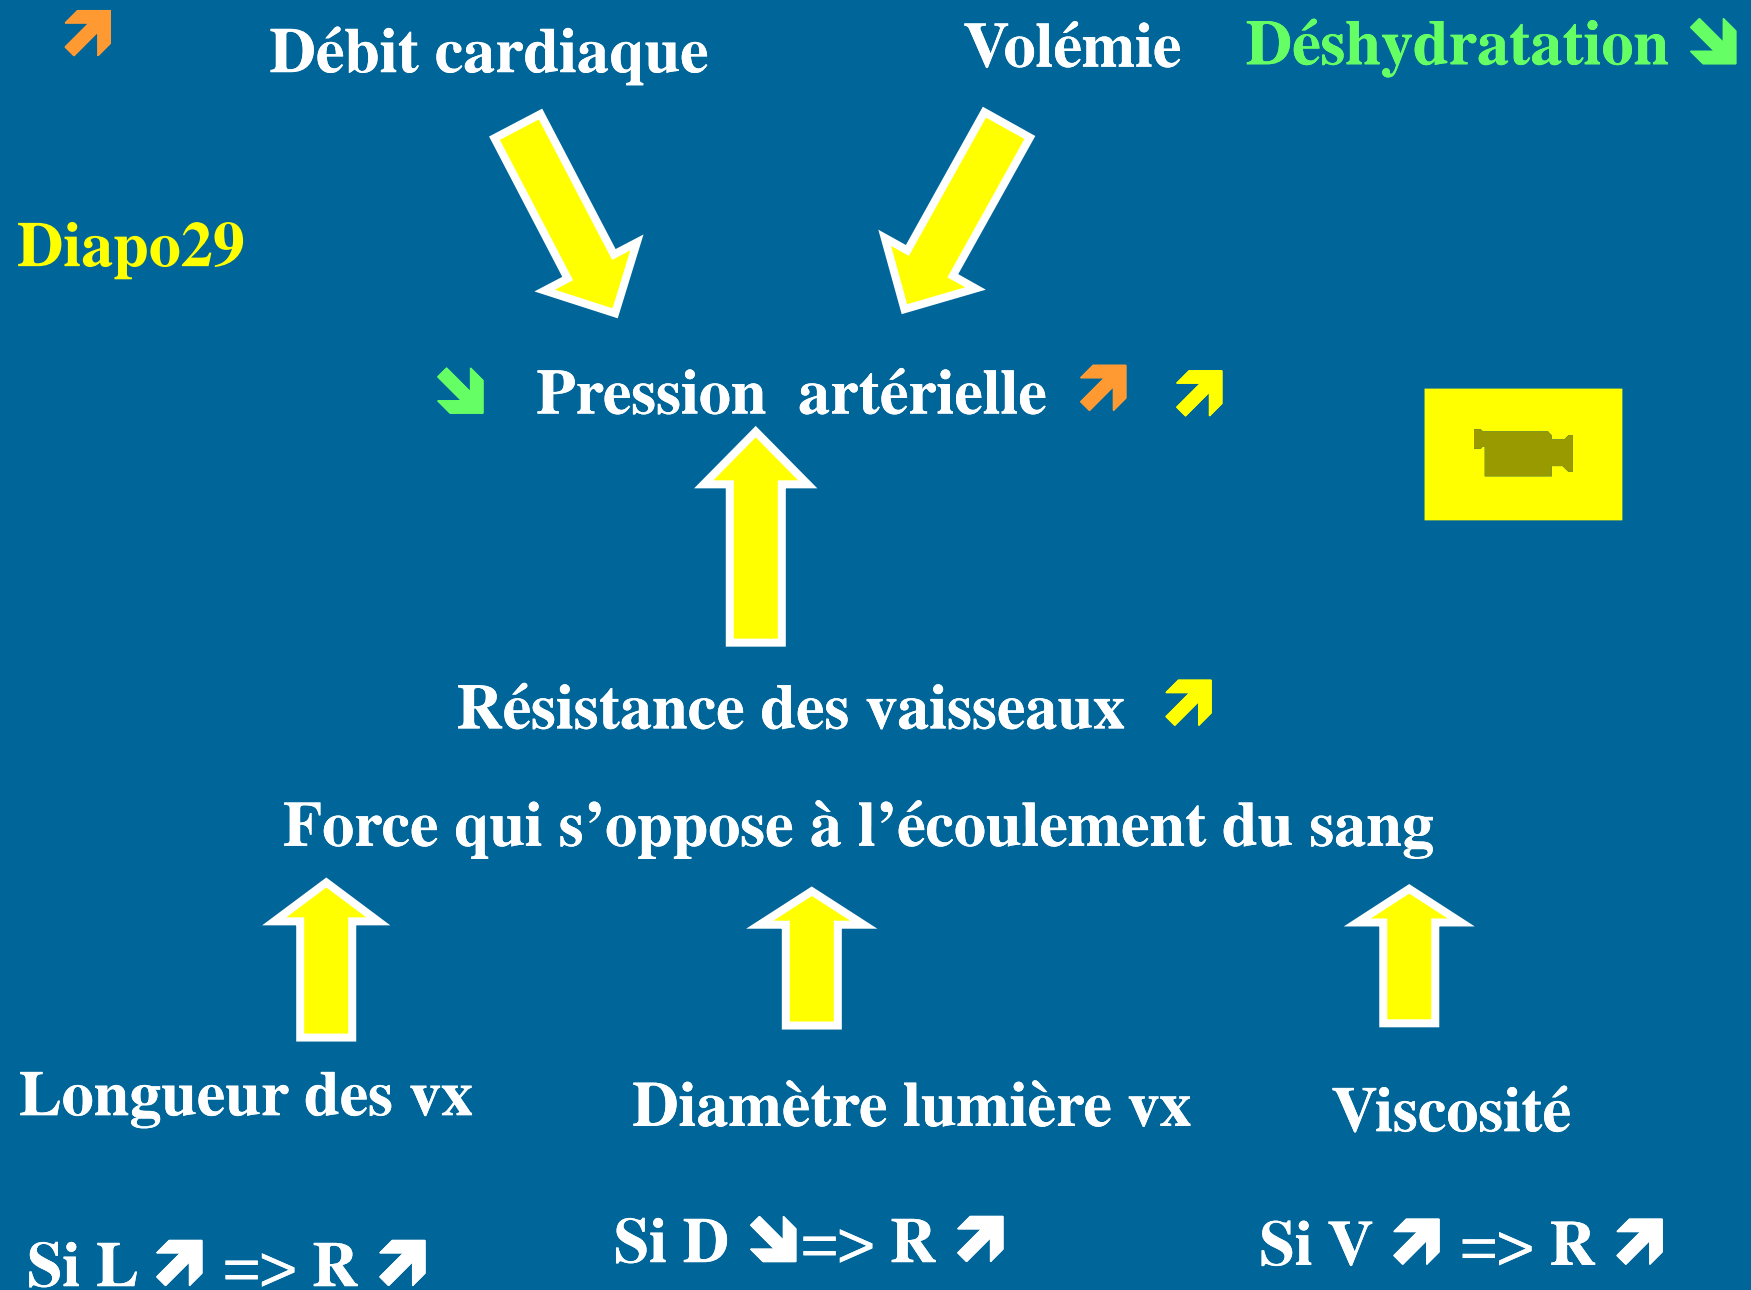 ↗ Débit cardiaque Volémie Déshydratation ↘
Diapo29
↘ Pression artérielle ↗ ↗
Résistance des vaisseaux ↗
Force qui s’oppose à l’écoulement du sang
Longueur des vx Diamètre lumière vx Viscosité
Si L ↗ => R ↗ Si D ↘=> R ↗ Si V ↗ => R ↗